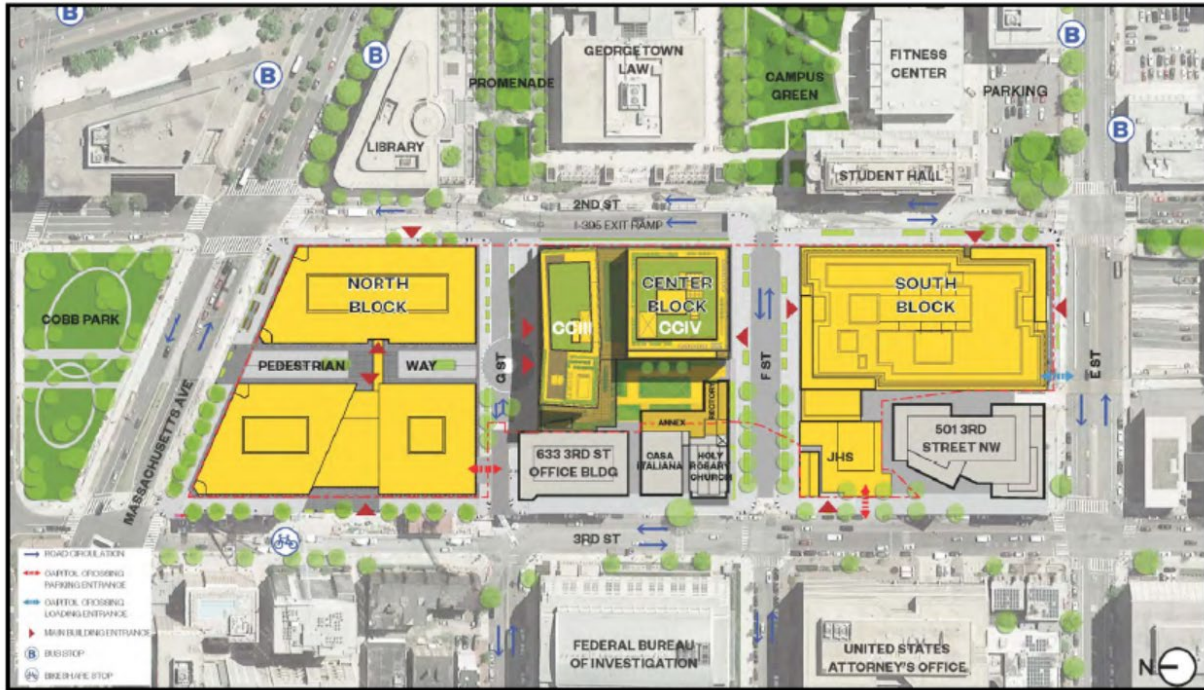 B
B
B
B
B
GEORGETOWN
LAW
PROMENADE
CAMPUS
GREEN
FITNESS
CENTER
PARKING
LIBRARY
STUDENT HALL
2ND ST
I-395 EXIT RAMP
COBB PARK
MASSACHUSETTS AVE
NORTH
BLOCK
PEDESTRIAN WAY
G ST
CCIII
CENTER
BLOCK
CCIV
F ST
SOUTH
BLOCK
E ST
ANNEX
RECTORY
633 3RD ST
OFFICE BLDG
CASA
ITALIANA
HOLY
ROSARY
CHURCH
JHS
501 3RD
STREET NW
3RD ST
FEDERAL BUREAU
OF INVESTIGATION
UNITED STATES
ATTORNEY'S OFFICE
ROAD CIRCULATION
CAPITOL CROSSING
PARKING ENTRANCE
CAPITOL CROSSING
LOADING ENTRANCE
MAIN BUILDING ENTRANCE
B BUS STOP
BIKESHARE STOP
N